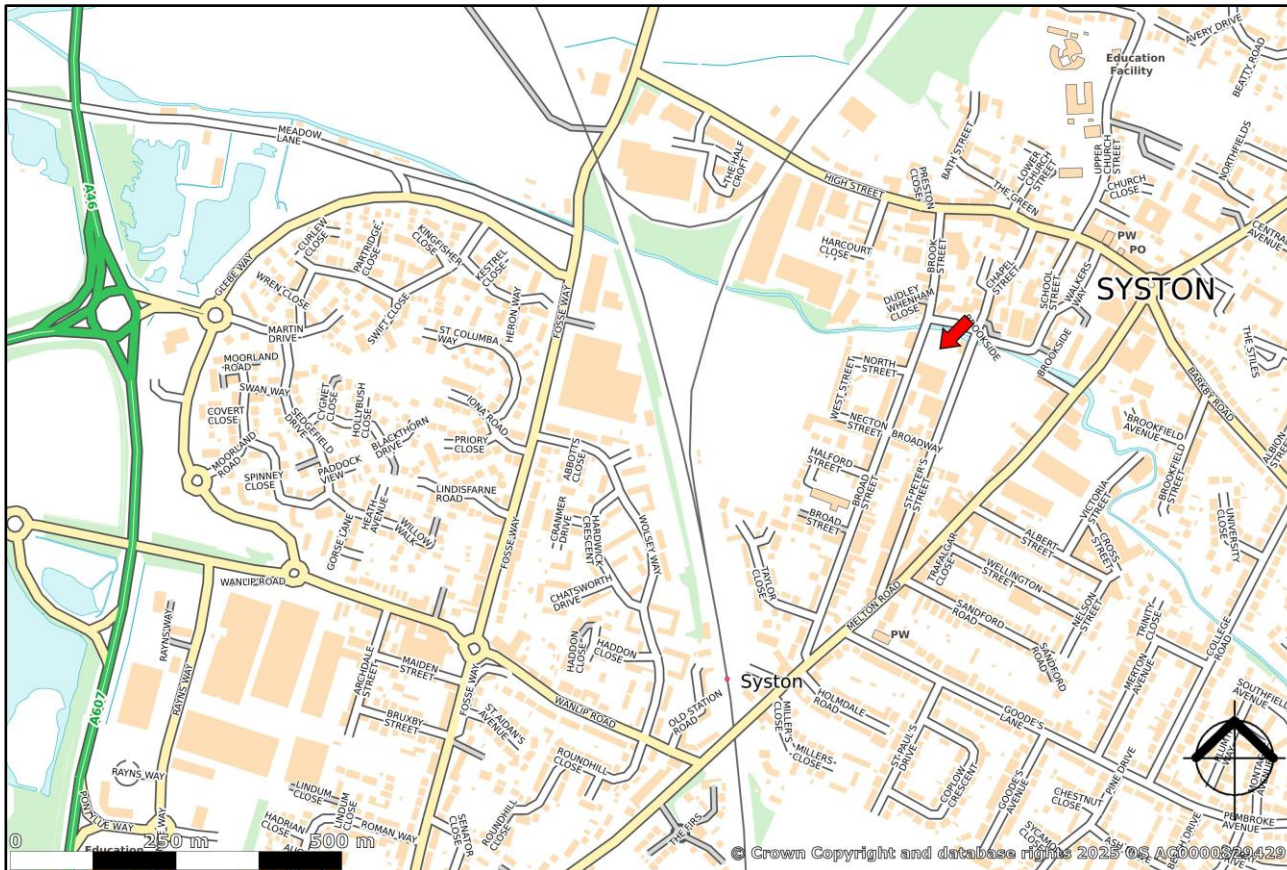 AVERY DRIVE
BEATTY ROAD
Education
Facility
MEADOW
LANE
A46
THE HALF
CROFT
BATH STREET
LOWER
CHURCH
STREET
UPPER
CHURCH
STREET
NORTHFIELDS
HIGH STREET
PRESTON
CLOSE
THE GREEN
CHURCH
CLOSE
CENTRAL
AVENUE
PW
PO
HARCOURT
CLOSE
BROOK
STREET
CHAPEL
STREET
SCHOOL
STREET
WALKERS
WAY
SYSTON
GLEBE WAY
CURLEW
CLOSE
PARTRIDGE
CLOSE
KINGFISHER
CLOSE
KESTREL
CLOSE
WREN CLOSE
SWIFT CLOSE
HERON WAY
FOSSE WAY
DUDLEY
WHENHAM
CLOSE
BROOKSIDE
BROOKSIDE
THE STILES
MARTIN
DRIVE
ST COLUMBA
WAY
MOORLAND
ROAD
SWAN WAY
CYGNET
CLOSE
HOLLYBUSH
CLOSE
IONA ROAD
NORTH
STREET
WEST STREET
BARKBY ROAD
COVERT
CLOSE
SEDGEFIELD
DRIVE
BLACKTHORN
DRIVE
PRIORY
CLOSE
ABBOTTS
CLOSE
NECTON
STREET
BROADWAY
BROOKFIELD
AVENUE
BROOKFIELD
STREET
ALBION
MOORLAND
ROAD
SPINNEY
CLOSE
PADDOCK
VIEW
LINDISFARNE
ROAD
HALFORD
STREET
BROAD
STREET
ST PETER'S
STREET
VICTORIA
STREET
UNIVERSITY
CLOSE
GORSE LANE
HEATH
AVENUE
WILLOW
WALK
FOSSE WAY
CRANMER
DRIVE
HARDWICK
CRESCENT
WOLSEY WAY
BROAD
STREET
TRAFALGAR
CLOSE
ALBERT
STREET
CROSS
STREET
WANLIP ROAD
CHATSWORTH
DRIVE
TAYLOR
CLOSE
MELTON ROAD
WELLINGTON
STREET
NELSON
STREET
SANDFORD
ROAD
TRINITY
CLOSE
COLLEGE
ROAD
RAYNS WAY
RAYNS WAY
ARCHDALE
STREET
MAIDEN
STREET
HADDON
CLOSE
HADDON
CLOSE
PW
SANDFORD
ROAD
MERTON
AVENUE
A607
BRUXBY
STREET
FOSSE WAY
ST AIDAN'S
AVENUE
WANLIP ROAD
OLD STATION
ROAD
Syston
MILLER'S
CLOSE
HOLMDALE
ROAD
GOODE'S
LANE
SOUTHFIELD
AVENUE
ROUNDHILL
CLOSE
MILLERS
CLOSE
ST PAUL'S
DRIVE
COPLOW
CRESCENT
GOODE'S
AVENUE
CHESTNUT
CLOSE
PINE DRIVE
WAY
AVENUE
RAYNS WAY
LINDUM
CLOSE
LINDUM
CLOSE
HADRIAN
CLOSE
ROMAN WAY
SENATOR
CLOSE
ROUNDHILL
CLOSE
THE FIRS
PEMBROKE
AVENUE
0 250 m 500 m
Education
© Crown Copyright and database rights 2025 OS AC0000829429